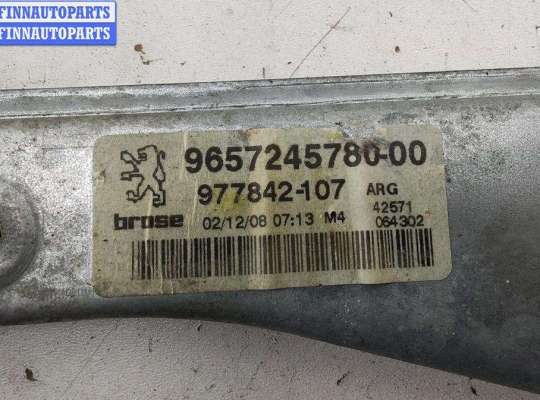 FINNAUTOPARTS
FINNAUTOPARTS
9657245780-00
977842-107 ARG
brose 02/12/08 07:13 M4 42571
064302